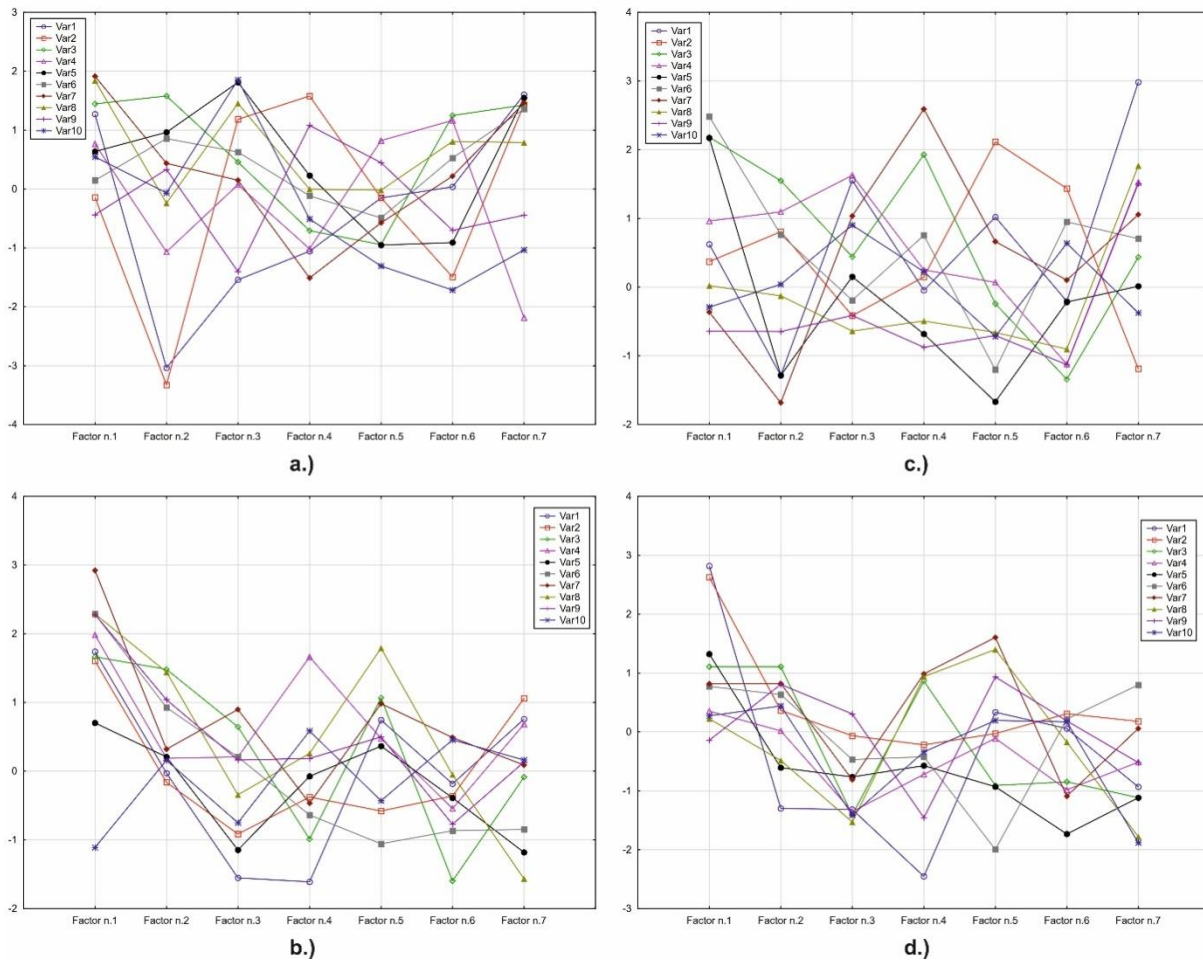 3
2
1
0
-1
-2
-3
-4
Var1
Var2
Var3
Var4
Var5
Var6
Var7
Var8
Var9
Var10
Factor n.1 Factor n.2 Factor n.3 Factor n.4 Factor n.5 Factor n.6 Factor n.7
a.)
4
3
2
1
0
-1
-2
Var1
Var2
Var3
Var4
Var5
Var6
Var7
Var8
Var9
Var10
Factor n.1 Factor n.2 Factor n.3 Factor n.4 Factor n.5 Factor n.6 Factor n.7
c.)
4
3
2
1
0
-1
-2
Var1
Var2
Var3
Var4
Var5
Var6
Var7
Var8
Var9
Var10
Factor n.1 Factor n.2 Factor n.3 Factor n.4 Factor n.5 Factor n.6 Factor n.7
b.)
4
3
2
1
0
-1
-2
-3
Var1
Var2
Var3
Var4
Var5
Var6
Var7
Var8
Var9
Var10
Factor n.1 Factor n.2 Factor n.3 Factor n.4 Factor n.5 Factor n.6 Factor n.7
d.)